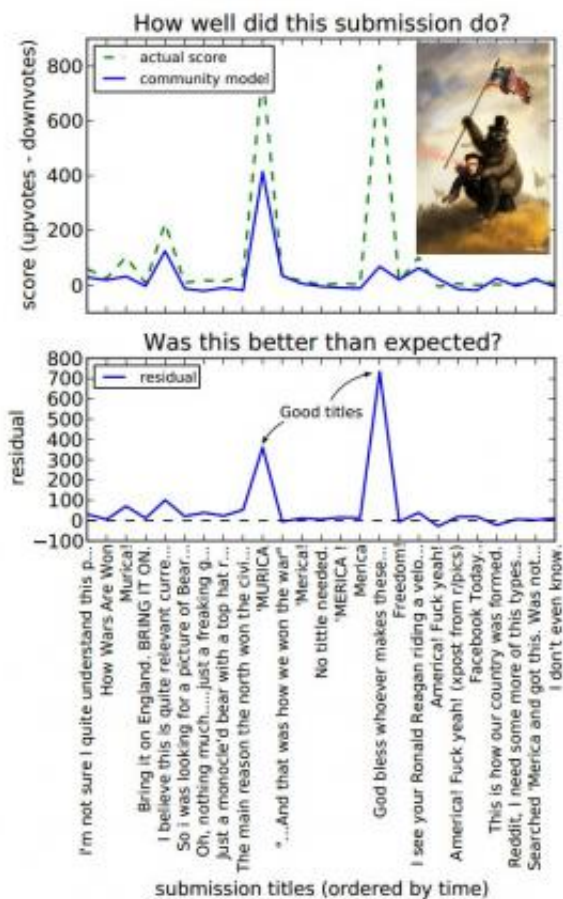 How well did this submission do?
actual score
community model
score (upvotes - downvotes)
800
600
400
200
0
Was this better than expected?
residual
residual
800
700
600
500
400
300
200
100
0
−100
Good titles
I'm not sure I quite understand this p...
How Wars Are Won
Murica!
Bring it on England. BRING IT ON.
I believe this is quite relevant curre...
So i was looking for a picture of Bear...
Oh, nothing much.....just a freaking g...
Just a monocle'd bear with a top hat r...
The main reason the north won the civi...
'MURICA
"...And that was how we won the war"
'Merica!
No tittle needed.
'MERICA !
Merica
God bless whoever makes these...
Freedom!
I see your Ronald Reagan riding a velo...
America! Fuck yeah!
America! Fuck yeah! (xpost from r/pics)
Facebook Today..
This is how our country was formed.
Reddit, I need some more of this types...
Searched 'Merica and got this. Was not...
I don't even know.
submission titles (ordered by time)